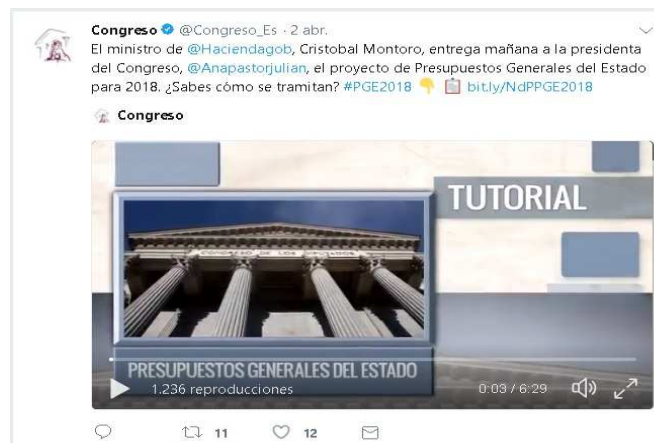 Congreso @Congreso_Es · 2 abr.
El ministro de @Haciendagob, Cristobal Montoro, entrega mañana a la presidenta
del Congreso, @Anapastorjulian, el proyecto de Presupuestos Generales del Estado
para 2018. ¿Sabes cómo se tramitan? #PGE2018 👇 📋 bit.ly/NdPPGE2018
Congreso
TUTORIAL
CONGRESO DE LOS DIPUTADOS
PRESUPUESTOS GENERALES DEL ESTADO
1.236 reproducciones
0:03 / 6:29
11
12